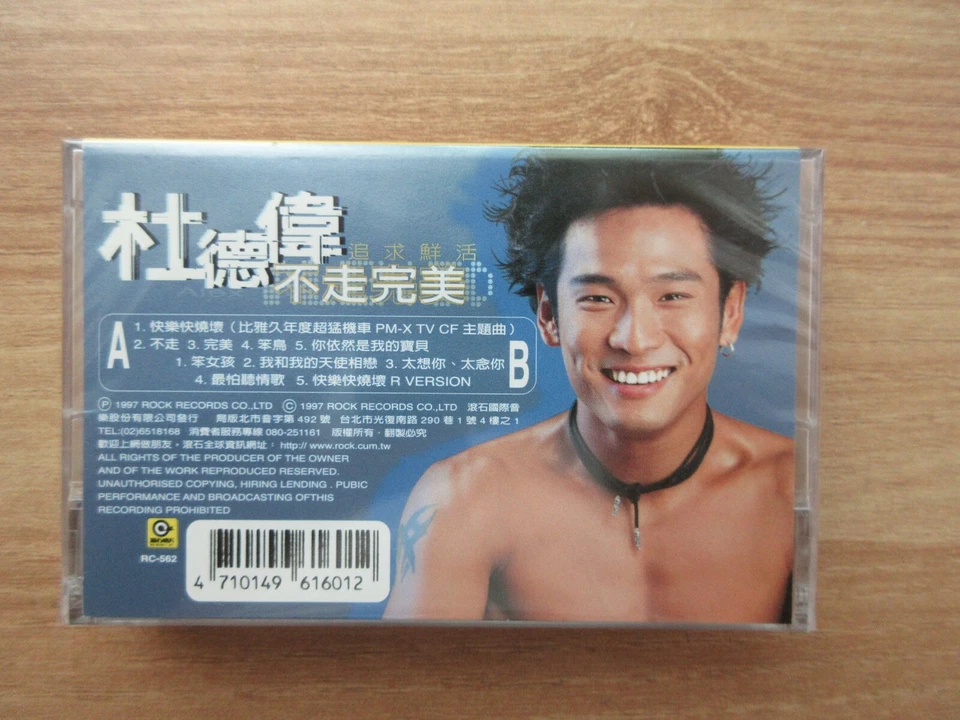 杜德偉
追求鮮活
不走完美
A
1. 快樂快燒壞（比雅久年度超猛機車 PM-X TV CF 主題曲）
2. 不走 3. 完美 4. 笨鳥 5. 你依然是我的寶貝
B
1. 笨女孩 2. 我和我的天使相戀 3. 太想你、太念你
4. 最怕聽情歌 5. 快樂快燒壞 R VERSION
Ⓟ 1997 ROCK RECORDS CO.,LTD Ⓒ 1997 ROCK RECORDS CO.,LTD 滾石國際音
樂股份有限公司發行 局版北市音字第 492 號 台北市光復南路 290 巷 1 號 4 樓之 1
TEL:(02)6518168 消費者服務專線 080-251161 版權所有・翻製必究
歡迎上網做朋友，滾石全球資訊網址： http:// www.rock.cum.tw
ALL RIGHTS OF THE PRODUCER OF THE OWNER
AND OF THE WORK REPRODUCED RESERVED.
UNAUTHORISED COPYING, HIRING LENDING . PUBIC
PERFORMANCE AND BROADCASTING OFTHIS
RECORDING PROHIBITED
RC-562
4 710149 616012